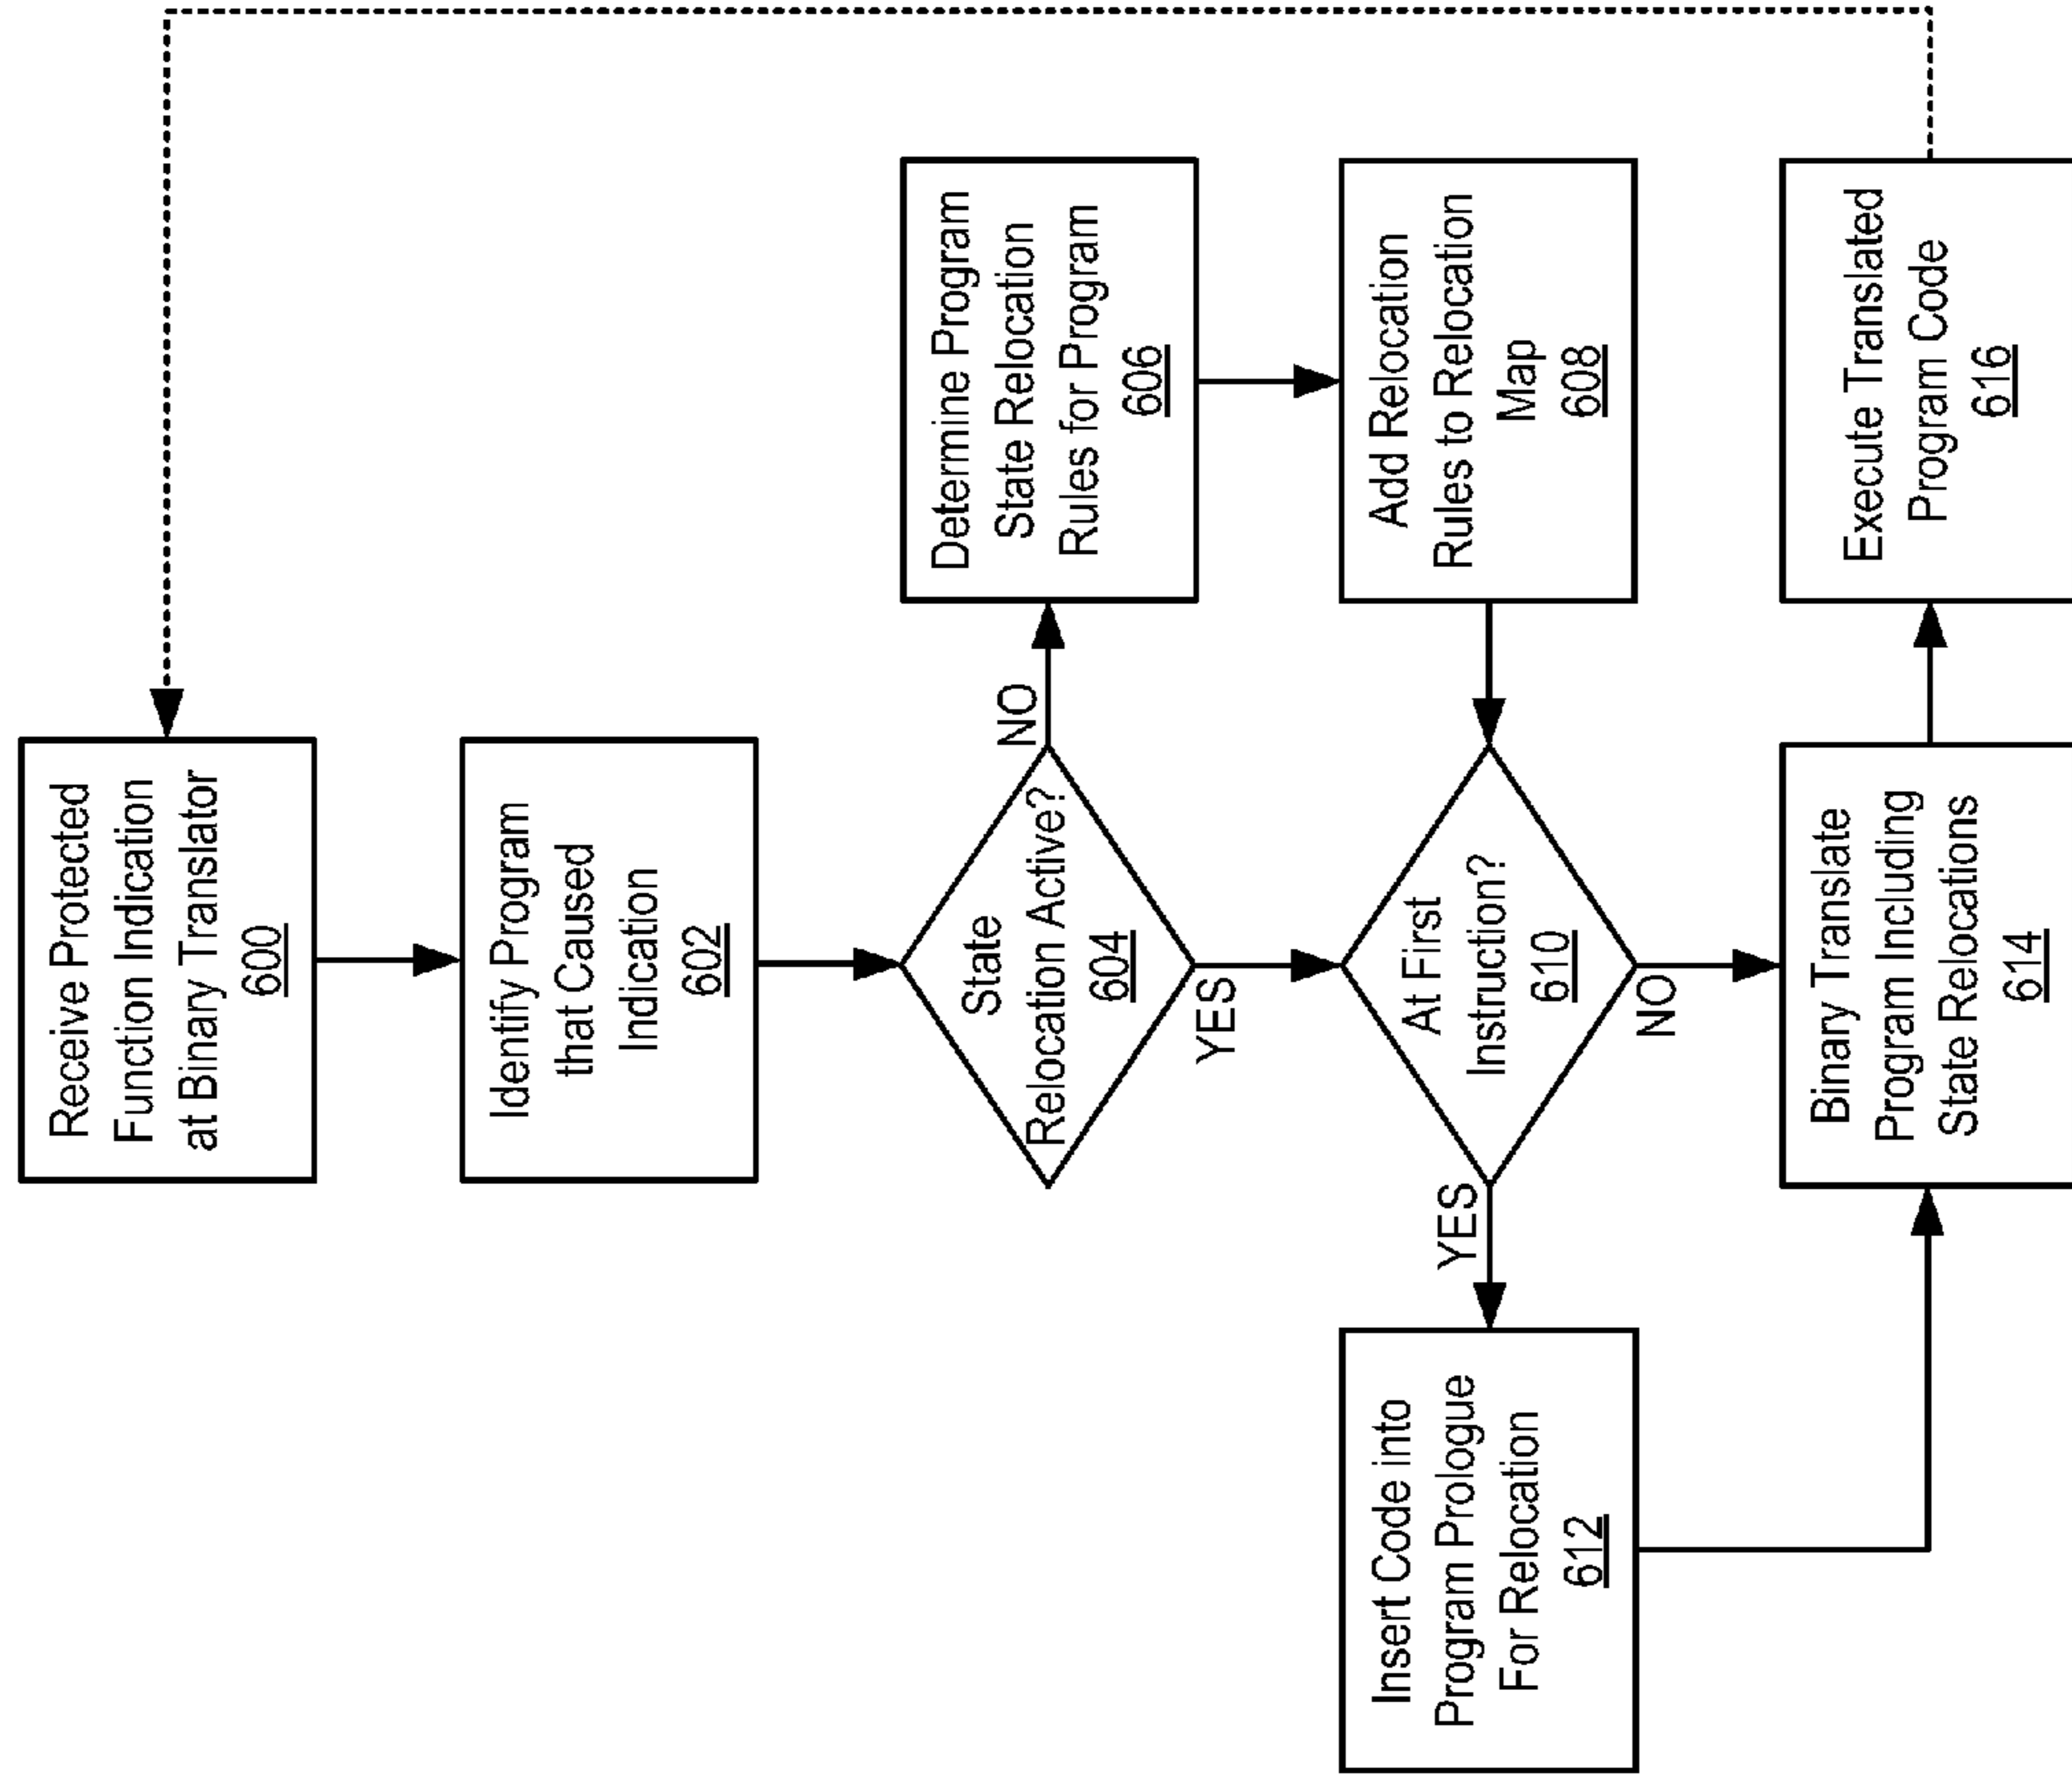 Receive Protected
Function Indication
at Binary Translator
600
Identify Program
that Caused
Indication
602
State
Relocation Active?
604
NO
YES
Determine Program
State Relocation
Rules for Program
606
Add Relocation
Rules to Relocation
Map
608
At First
Instruction?
610
YES
NO
Insert Code into
Program Prologue
For Relocation
612
Binary Translate
Program Including
State Relocations
614
Execute Translated
Program Code
616